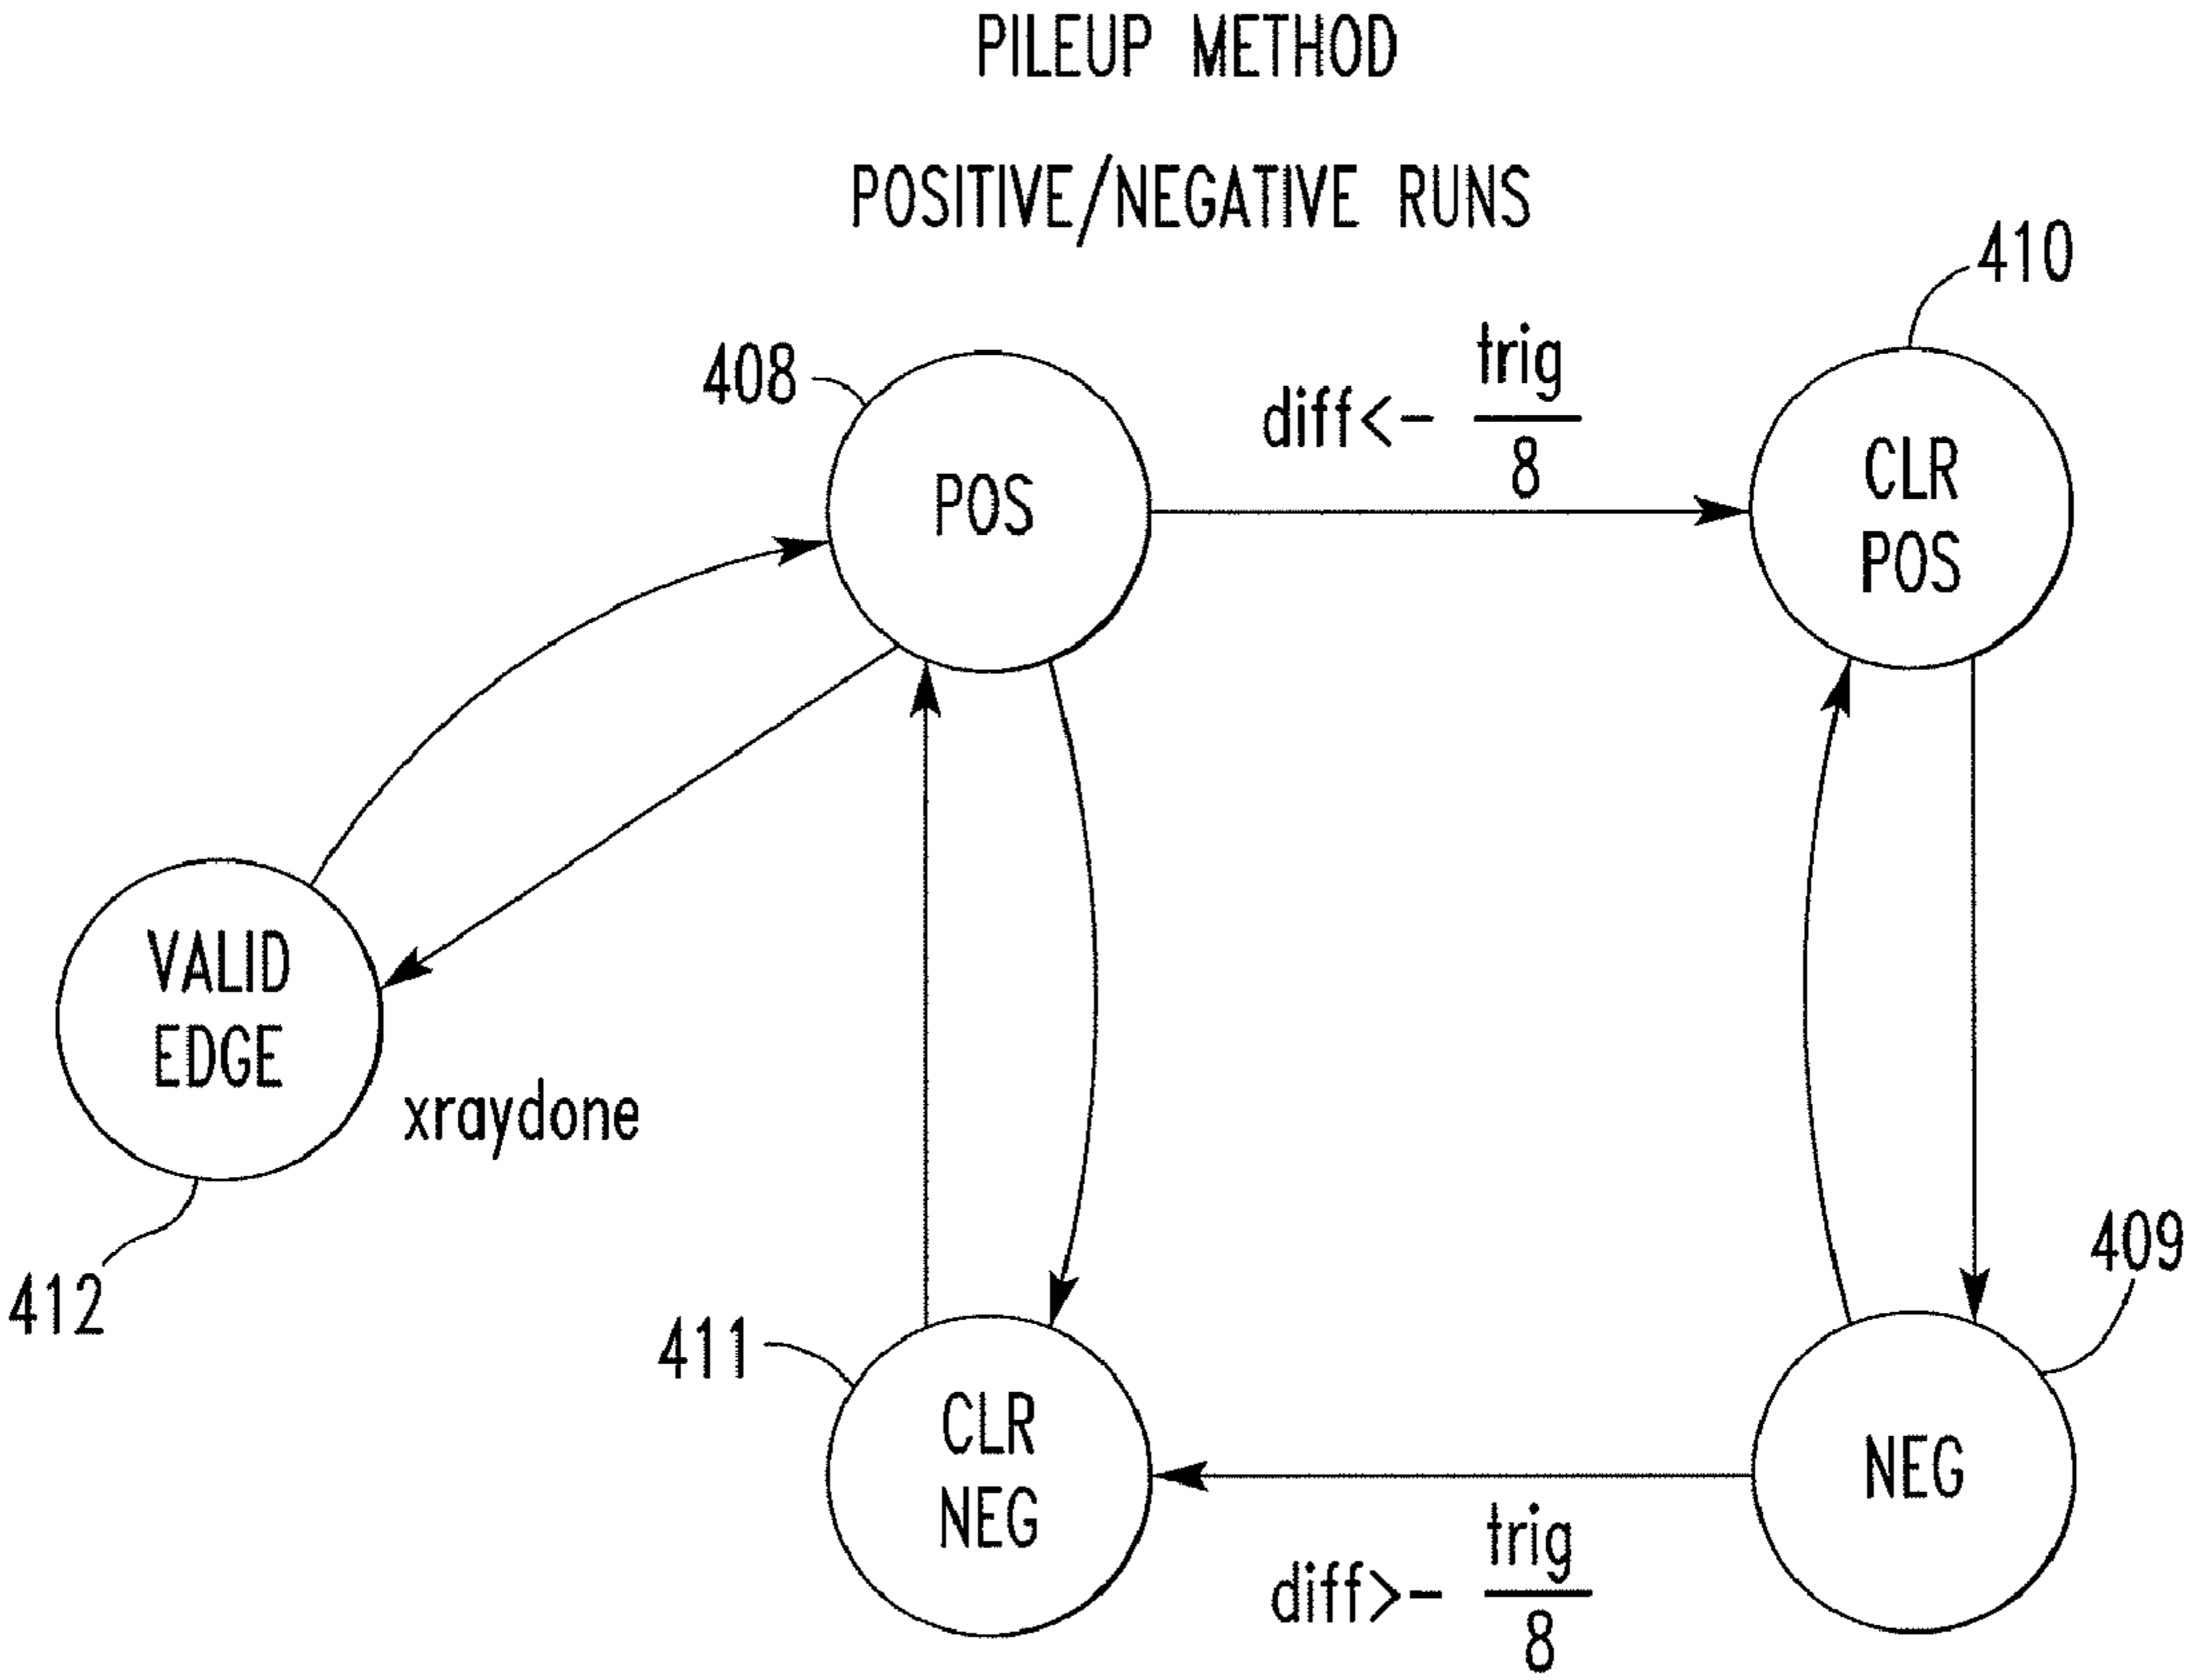 PILEUP METHOD
POSITIVE/NEGATIVE RUNS
410
408
diff<- trig/8
POS
CLR
POS
VALID
EDGE
xraydone
412
409
411
CLR
NEG
NEG
diff>- trig/8